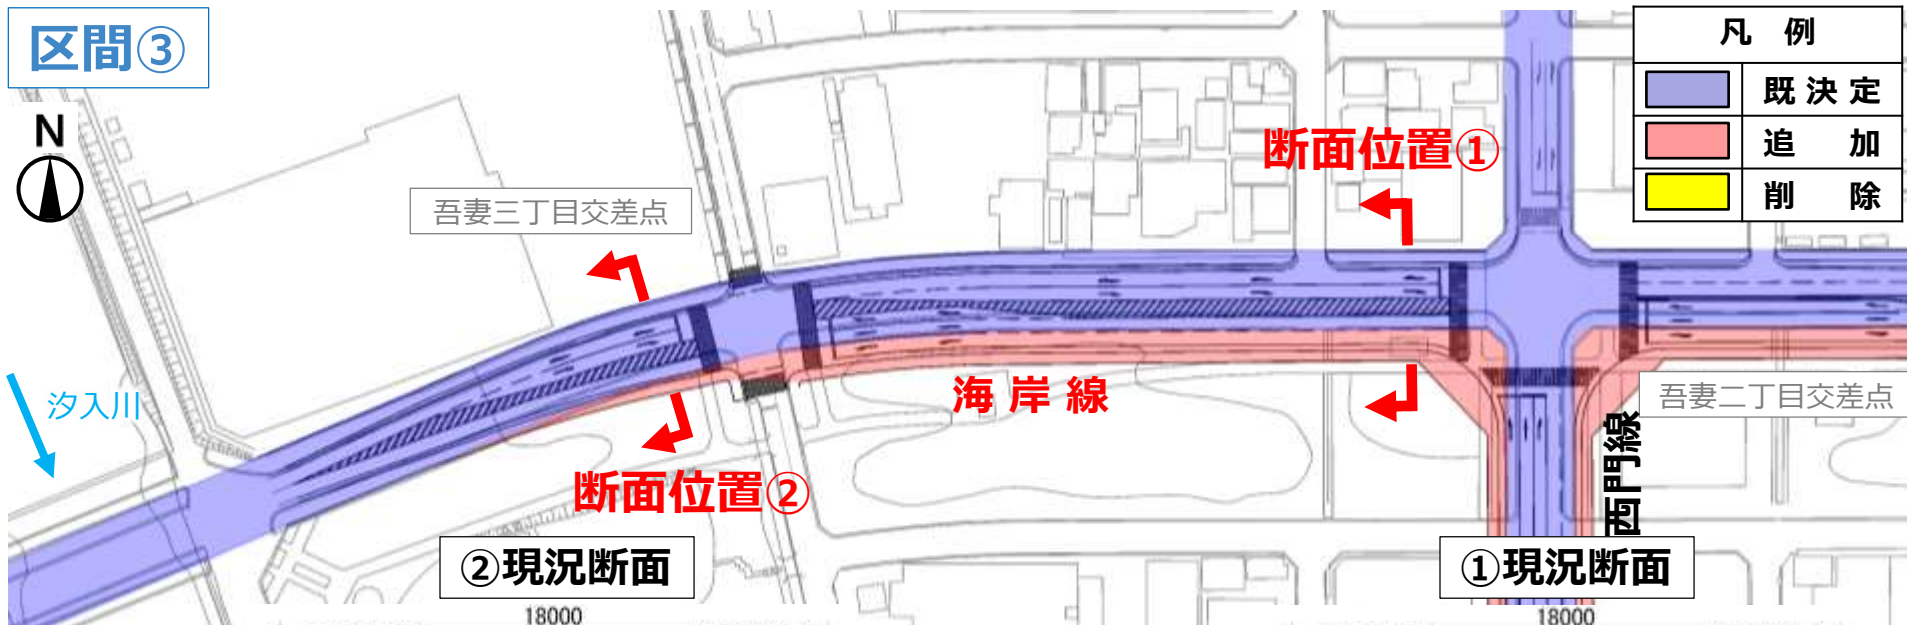 区間③
N
凡 例
既決定
追 加
削 除
断面位置①
吾妻三丁目交差点
汐入川
海岸線
吾妻二丁目交差点
西門線
断面位置②
②現況断面
①現況断面
18000
18000